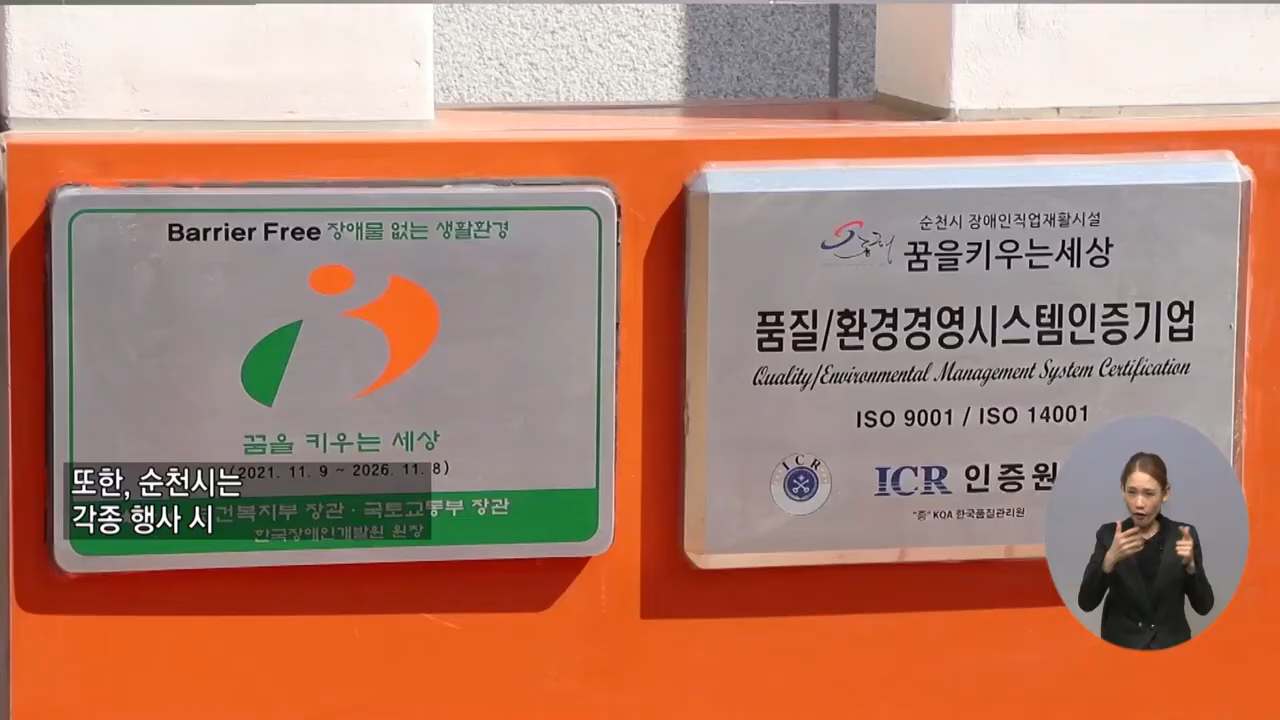 Barrier Free 장애물 없는 생활환경
꿈을 키우는 세상
(2021. 11. 9 ~ 2026. 11. 8)
건복지부 장관 · 국토교통부 장관
한국장애인개발원 원장
순천시 장애인직업재활시설
꿈을키우는세상
품질/환경경영시스템인증기업
Quality/Environmental Management System Certification
ISO 9001 / ISO 14001
ICR
ICR 인증원
"종" KQA 한국품질관리원
또한, 순천시는
각종 행사 시